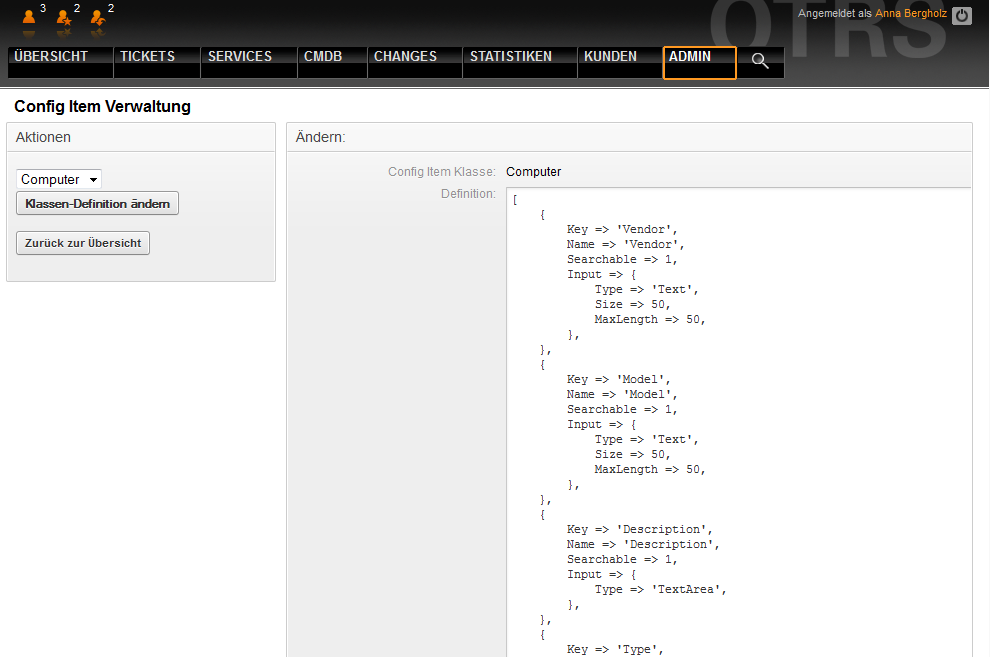 3 2 2
OTRS
Angemeldet als Anna Bergholz
ÜBERSICHT TICKETS SERVICES CMDB CHANGES STATISTIKEN KUNDEN ADMIN
Config Item Verwaltung
Aktionen
Computer
Klassen-Definition ändern
Zurück zur Übersicht
Ändern:
Config Item Klasse: Computer
Definition:
[
    {
        Key => 'Vendor',
        Name => 'Vendor',
        Searchable => 1,
        Input => {
            Type => 'Text',
            Size => 50,
            MaxLength => 50,
        },
    },
    {
        Key => 'Model',
        Name => 'Model',
        Searchable => 1,
        Input => {
            Type => 'Text',
            Size => 50,
            MaxLength => 50,
        },
    },
    {
        Key => 'Description',
        Name => 'Description',
        Searchable => 1,
        Input => {
            Type => 'TextArea',
        },
    },
    {
        Key => 'Type',